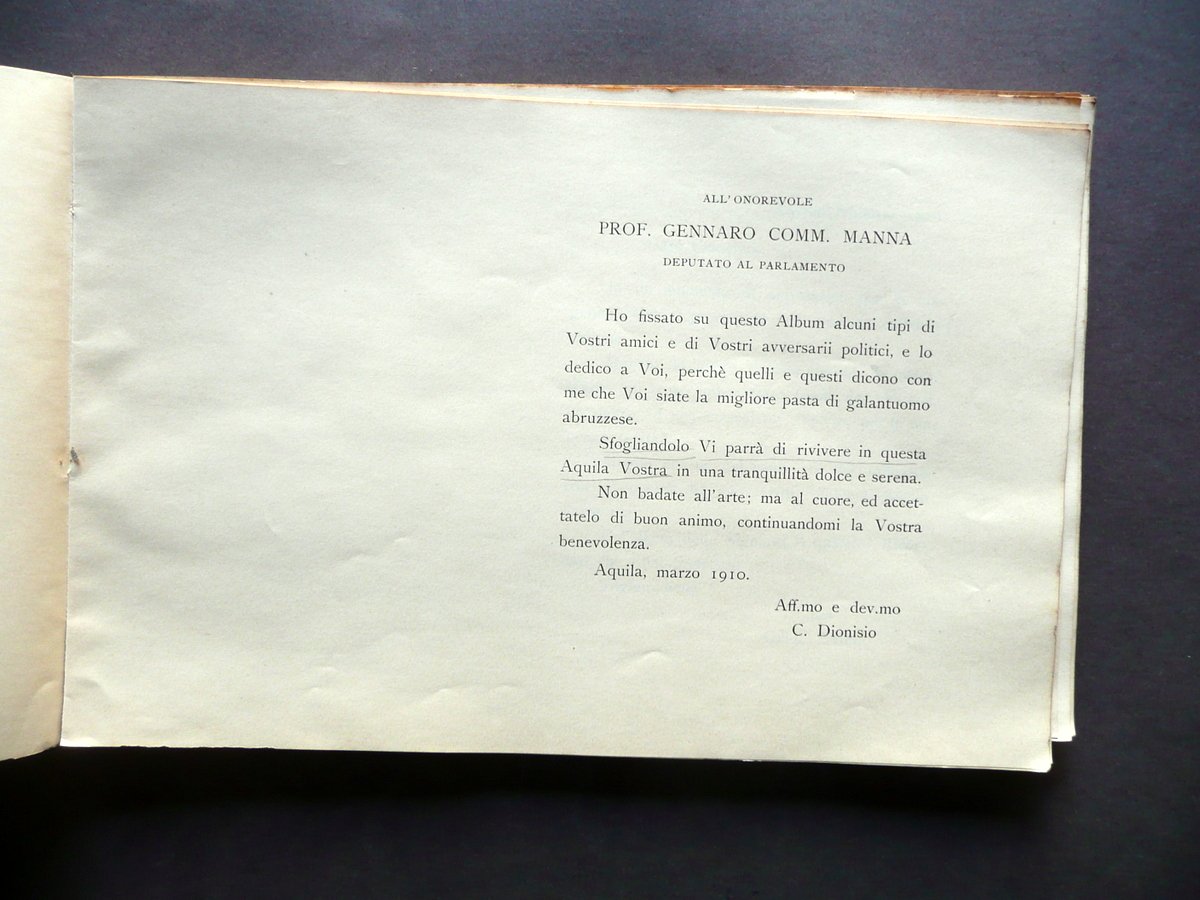 ALL'ONOREVOLE
PROF. GENNARO COMM. MANNA
DEPUTATO AL PARLAMENTO
Ho fissato su questo Album alcuni tipi di
Vostri amici e di Vostri avversarii politici, e lo
dedico a Voi, perchè quelli e questi dicono con
me che Voi siate la migliore pasta di galantuomo
abruzzese.
Sfogliandolo Vi parrà di rivivere in questa
Aquila Vostra in una tranquillità dolce e serena.
Non badate all'arte; ma al cuore, ed accet-
tatelo di buon animo, continuandomi la Vostra
benevolenza.
Aquila, marzo 1910.
Aff.mo e dev.mo
C. Dionisio